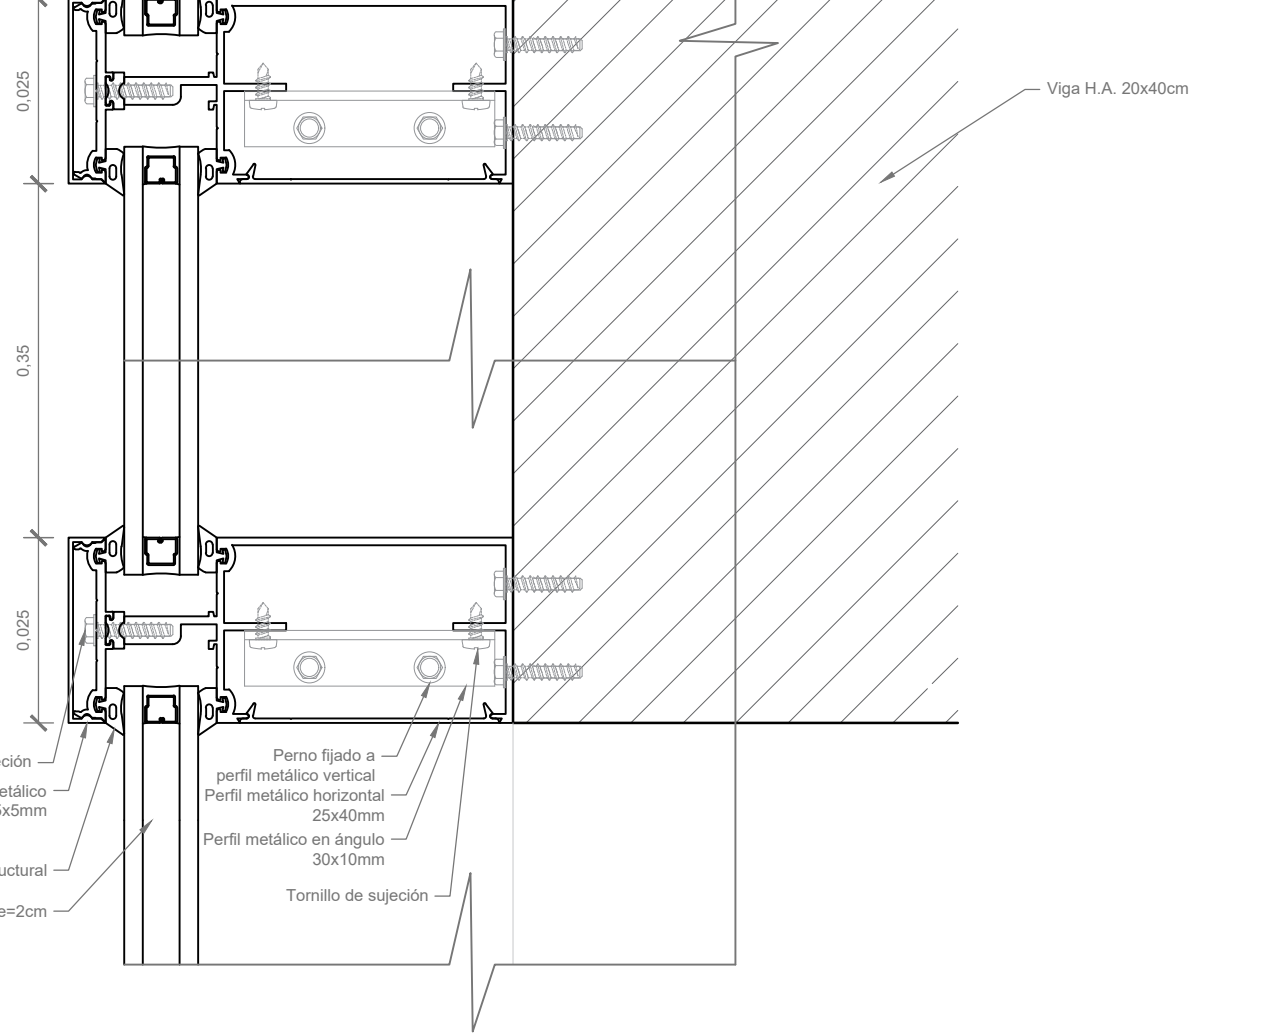 0,025
Viga H.A. 20x40cm
0,35
0,025
Perno fijado a
perfil metálico vertical
Perfil metálico horizontal
25x40mm
Perfil metálico en ángulo
30x10mm
Tornillo de sujeción
e=2cm